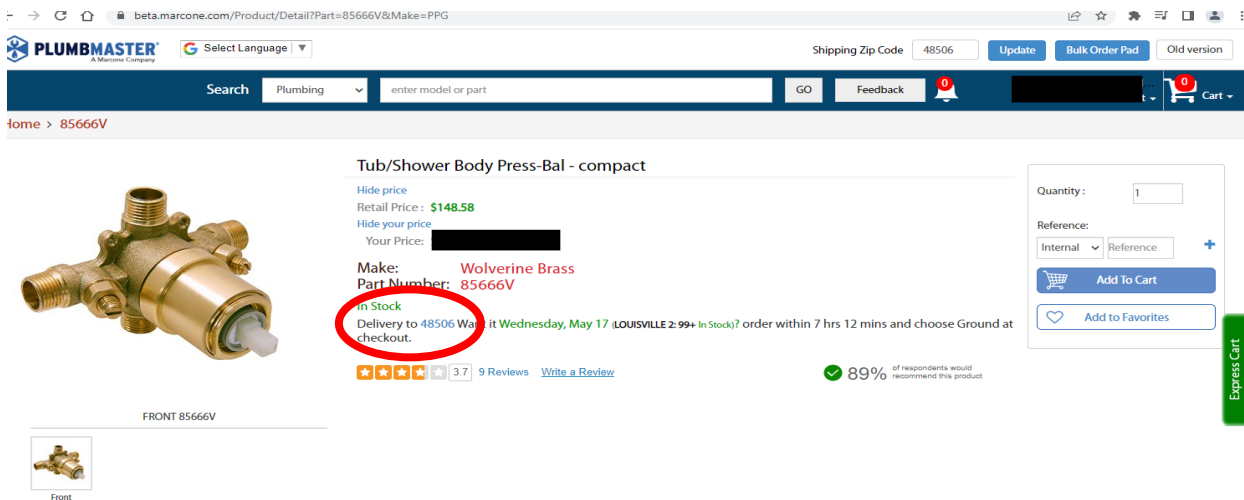 beta.marcone.com/Product/Detail?Part=85666V&Make=PPG
PLUMBMASTER
A Marcone Company
G Select Language ▼
Shipping Zip Code 48506 Update Bulk Order Pad Old version
Search Plumbing enter model or part GO Feedback 0 0 Cart
Home > 85666V
Tub/Shower Body Press-Bal - compact
Hide price
Retail Price : $148.58
Hide your price
Your Price:
Make: Wolverine Brass
Part Number: 85666V
In Stock
Delivery to 48506 Want it Wednesday, May 17 (LOUISVILLE 2: 99+ In Stock)? order within 7 hrs 12 mins and choose Ground at
checkout.
3.7 9 Reviews Write a Review
89% of respondents would
recommend this product
Quantity : 1
Reference:
Internal Reference +
Add To Cart
Add to Favorites
Express Cart
FRONT 85666V
Front